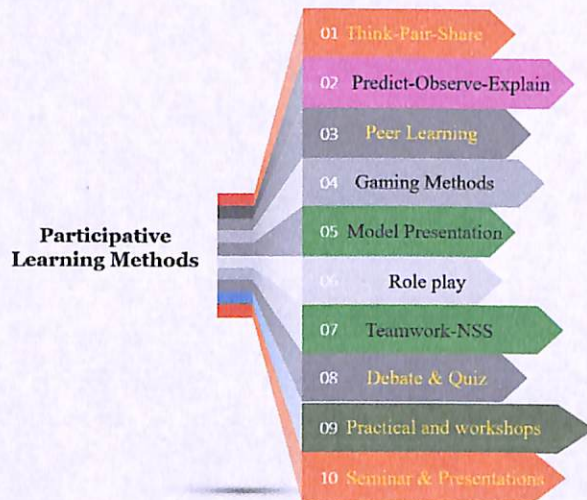 Participative
Learning Methods
01 Think-Pair-Share
02 Predict-Observe-Explain
03 Peer Learning
04 Gaming Methods
05 Model Presentation
06 Role play
07 Teamwork-NSS
08 Debate & Quiz
09 Practical and workshops
10 Seminar & Presentations